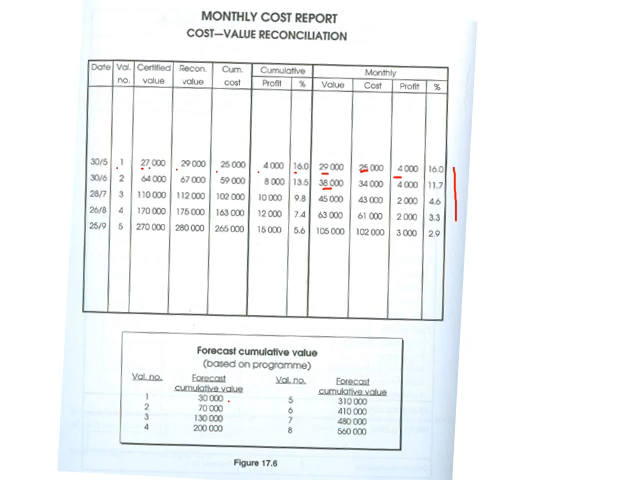 MONTHLY COST REPORT
COST—VALUE RECONCILIATION
Date Val. no. Certified value Recon. value Cum. cost Cumulative Profit % Monthly Value Cost Profit %
30/5 1 27 000 29 000 25 000 4 000 16.0 29 000 25 000 4 000 16.0
30/6 2 64 000 67 000 59 000 8 000 13.5 38 000 34 000 4 000 11.7
28/7 3 110 000 112 000 102 000 10 000 9.8 45 000 43 000 2 000 4.6
26/8 4 170 000 175 000 163 000 12 000 7.4 63 000 61 000 2 000 3.3
25/9 5 270 000 280 000 265 000 15 000 5.6 105 000 102 000 3 000 2.9
Forecast cumulative value
(based on programme)
Val. no. Forecast cumulative value Val. no. Forecast cumulative value
1 30 000 5 310 000
2 70 000 6 410 000
3 130 000 7 480 000
4 200 000 8 560 000
Figure 17.6